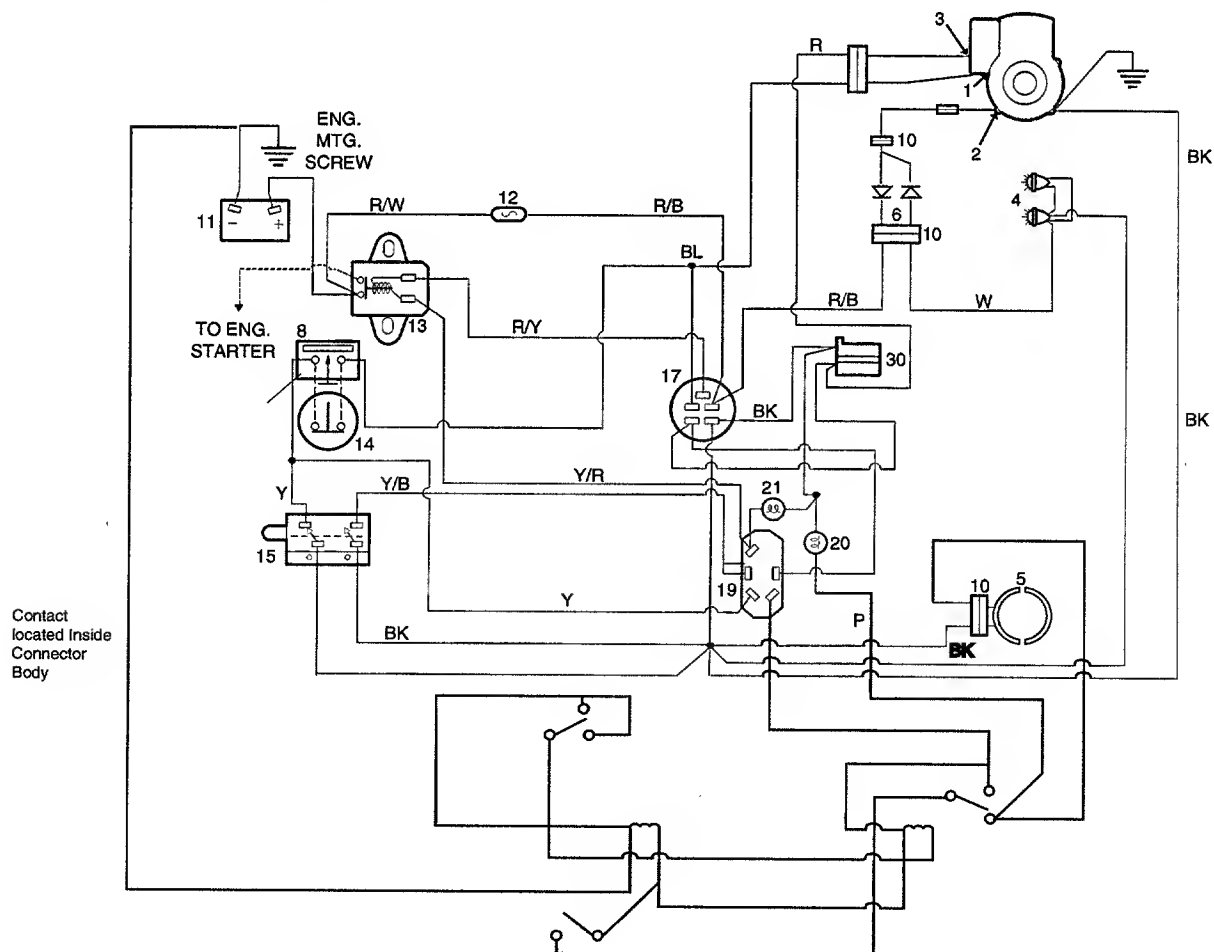 3
R
1
ENG.
MTG.
SCREW
10
2
BK
12
R/W
R/B
4
11
-
+
6
10
BL
R/B
W
13
TO ENG.
STARTER
8
R/Y
30
17
BK
BK
14
Y/R
21
Y
Y/B
20
15
19
10
5
Y
P
Contact
located Inside
Connector
Body
BK
BK